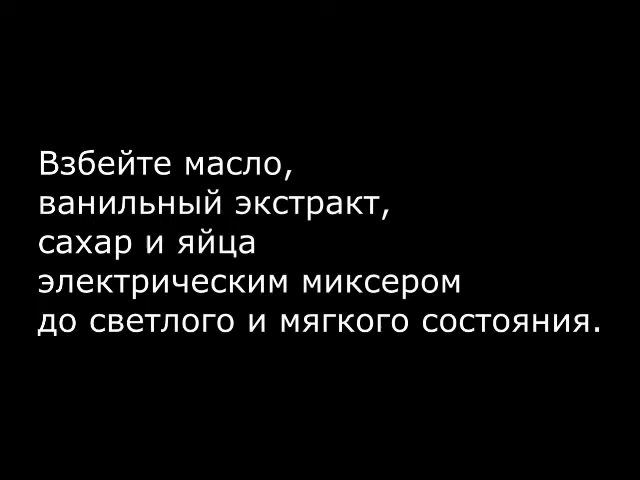 Взбейте масло,
ванильный экстракт,
сахар и яйца
электрическим миксером
до светлого и мягкого состояния.